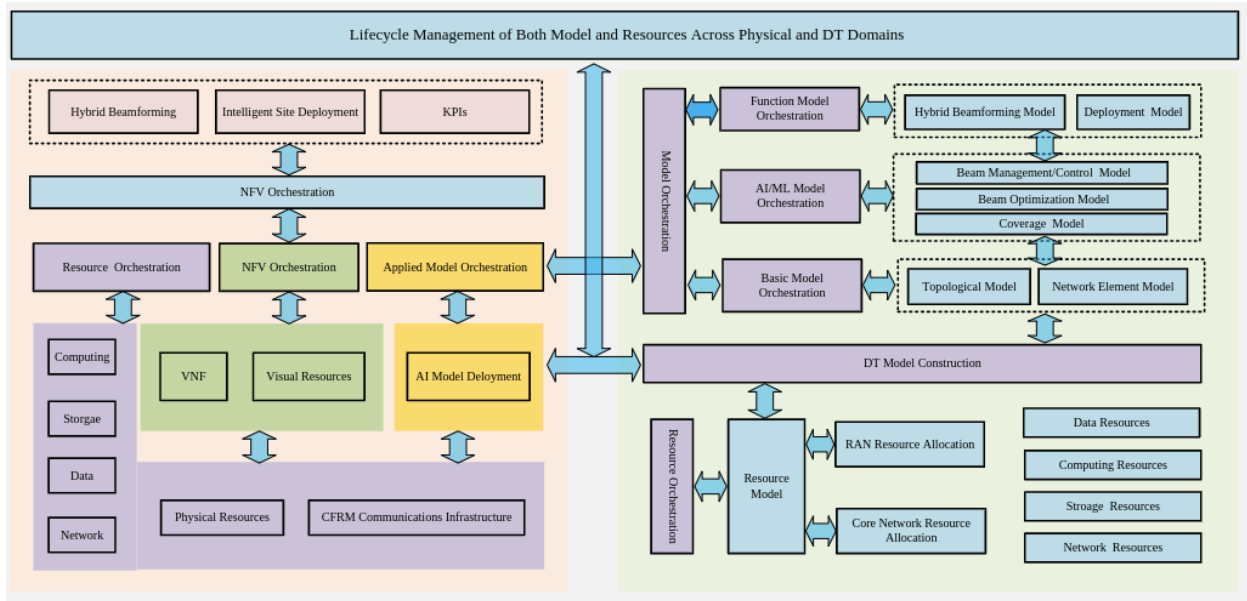 Lifecycle Management of Both Model and Resources Across Physical and DT Domains
Hybrid Beamforming
Intelligent Site Deployment
KPIs
NFV Orchestration
Resource Orchestration
NFV Orchestration
Applied Model Orchestration
Computing
Storgae
Data
Network
VNF
Visual Resources
AI Model Deloyment
Physical Resources
CFRM Communications Infrastructure
Model Orchestration
Function Model
Orchestration
Hybrid Beamforming Model
Deployment Model
AI/ML Model
Orchestration
Beam Management/Control Model
Beam Optimization Model
Coverage Model
Basic Model
Orchestration
Topological Model
Network Element Model
DT Model Construction
Resource Orchestration
Resource
Model
RAN Resource Allocation
Core Network Resource
Allocation
Data Resources
Computing Resources
Stroage Resources
Network Resources